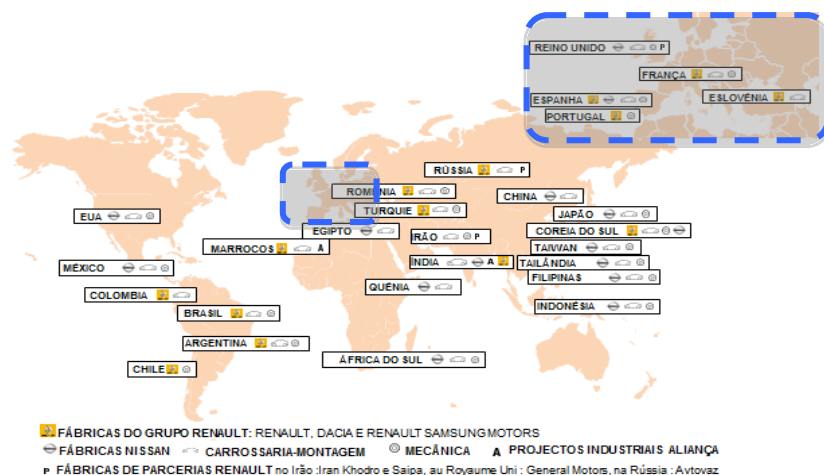 REINO UNIDO P
FRANÇA
ESPANHA
ESLOVÉNIA
PORTUGAL
RÚSSIA P
ROMÉNIA
CHINA
TURQUIE
JAPÃO
EUA
EGIPTO
COREIA DO SUL
IRÃO P
MARROCOS A
TAIVVAN
ÍNDIA A
TAILÂNDIA
MÉXICO
FILIPINAS
QUÉNIA
COLOMBIA
BRASIL
INDONÉSIA
ARGENTINA
ÁFRICA DO SUL
CHILE
FÁBRICAS DO GRUPO RENAULT: RENAULT, DACIA E RENAULT SAMSUNG MOTORS
FÁBRICAS NISSAN CARROSSARIA-MONTAGEM MECÂNICA A PROJECTOS INDUSTRIAIS ALIANÇA
P FÁBRICAS DE PARCERIAS RENAULT no Irão :Iran Khodro e Saipa, au Royaume Uni : General Motors, na Rússia : Avtovaz